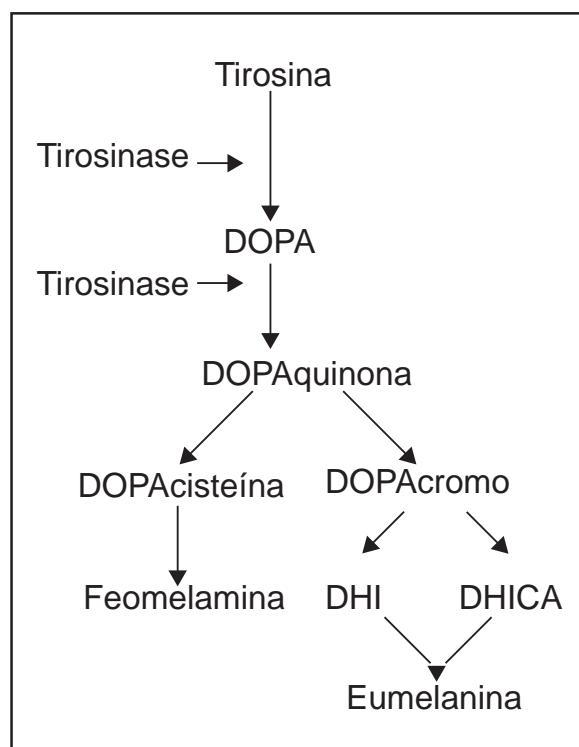 Tirosina
Tirosinase
DOPA
Tirosinase
DOPAquinona
DOPAcisteína DOPAcromo
Feomelamina DHI DHICA
Eumelanina